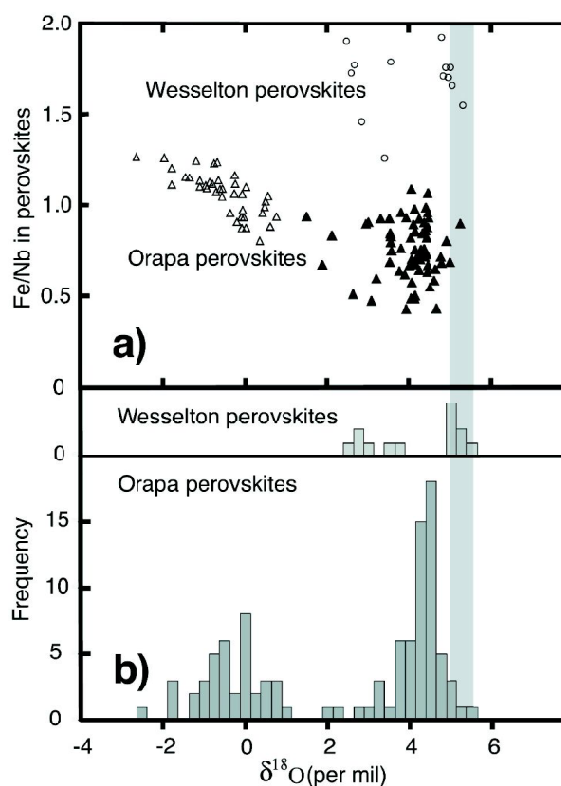 a)
2.0
Wesselton perovskites
1.5
Fe/Nb in perovskites
1.0
Orapa perovskites
0.5
0
Wesselton perovskites
0
Orapa perovskites
15
Frequency
10
5
b)
0
-4 -2 0 2 4 6
δ¹⁸O(per mil)